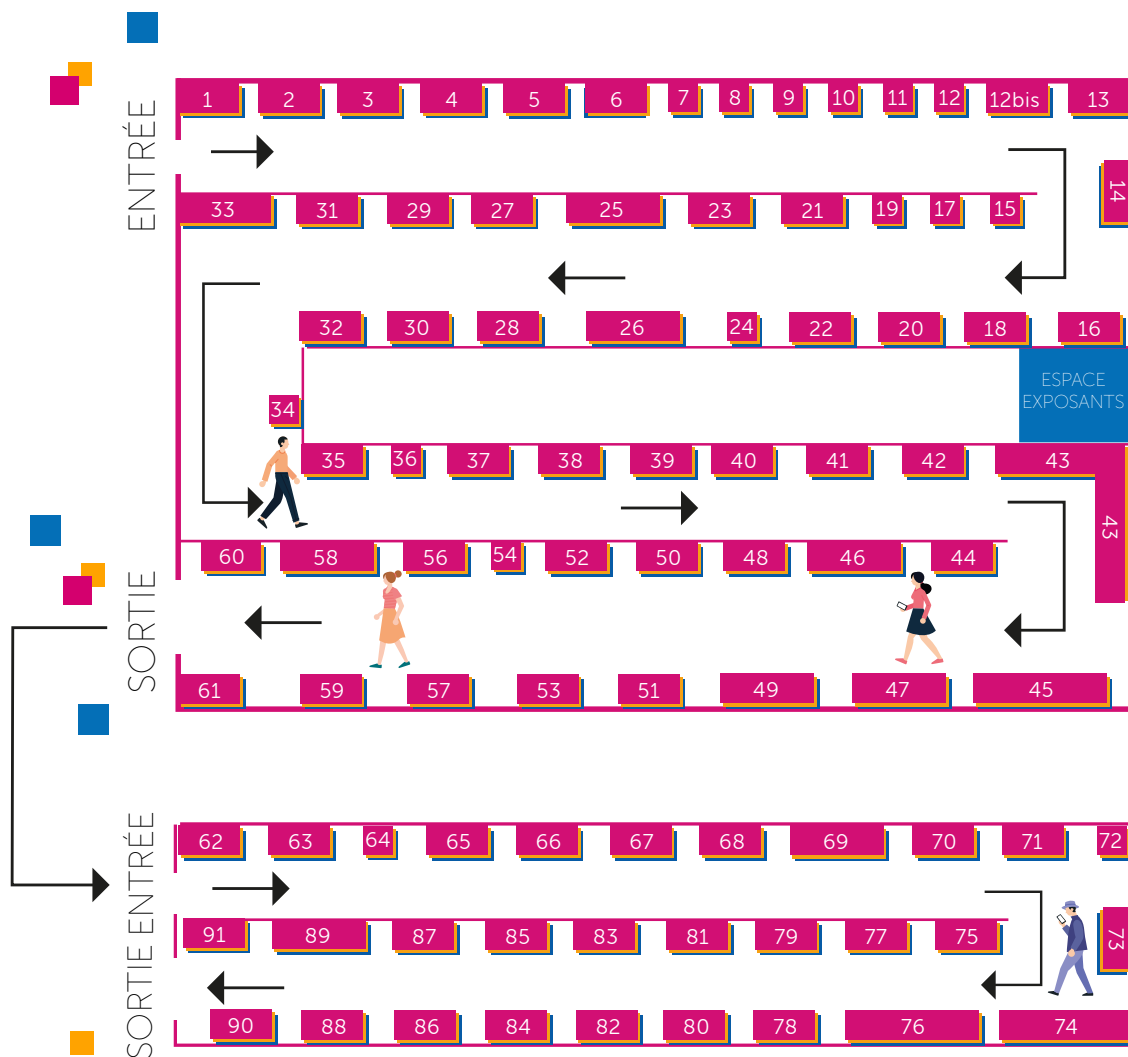 ENTRÉE
1 2 3 4 5 6 7 8 9 10 11 12 12bis 13
14
33 31 29 27 25 23 21 19 17 15
32 30 28 26 24 22 20 18 16
ESPACE
EXPOSANTS
34
35 36 37 38 39 40 41 42 43
43
60 58 56 54 52 50 48 46 44
SORTIE
61 59 57 53 51 49 47 45
62 63 64 65 66 67 68 69 70 71 72
SORTIE ENTRÉE
91 89 87 85 83 81 79 77 75
73
90 88 86 84 82 80 78 76 74